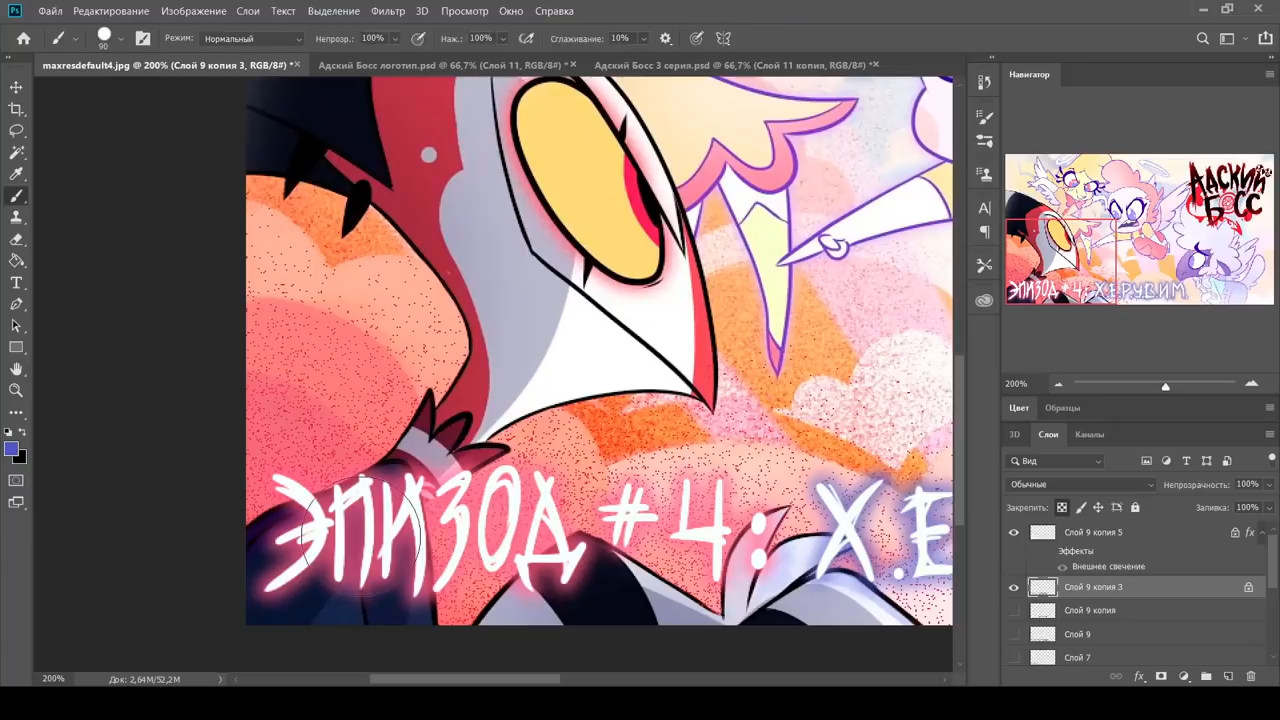 Ps Файл Редактирование Изображение Слои Текст Выделение Фильтр 3D Просмотр Окно Справка
90 Режим: Нормальный Непрозр.: 100% Наж.: 100% Сглаживание: 10%
maxresdefault4.jpg @ 200% (Слой 9 копия 3, RGB/8#) * Адский Босс логотип.psd @ 66,7% (Слой 11, RGB/8#) * Адский Босс 3 серия.psd @ 66,7% (Слой 11 копия, RGB/8#) *
Навигатор
АДСКИЙ
БОСС
ЭПИЗОД #4: Х.Е.Р.У.В.И.М.
200%
Цвет Образцы
3D Слои Каналы
Вид
Обычные Непрозрачность: 100%
Закрепить: Заливка: 100%
Слой 9 копия 5 fx
Эффекты
Внешнее свечение
Слой 9 копия 3
Слой 9 копия
Слой 9
Слой 7
ЭПИЗОД #4: Х.Е
200% Док: 2,64M/52,2M
fx